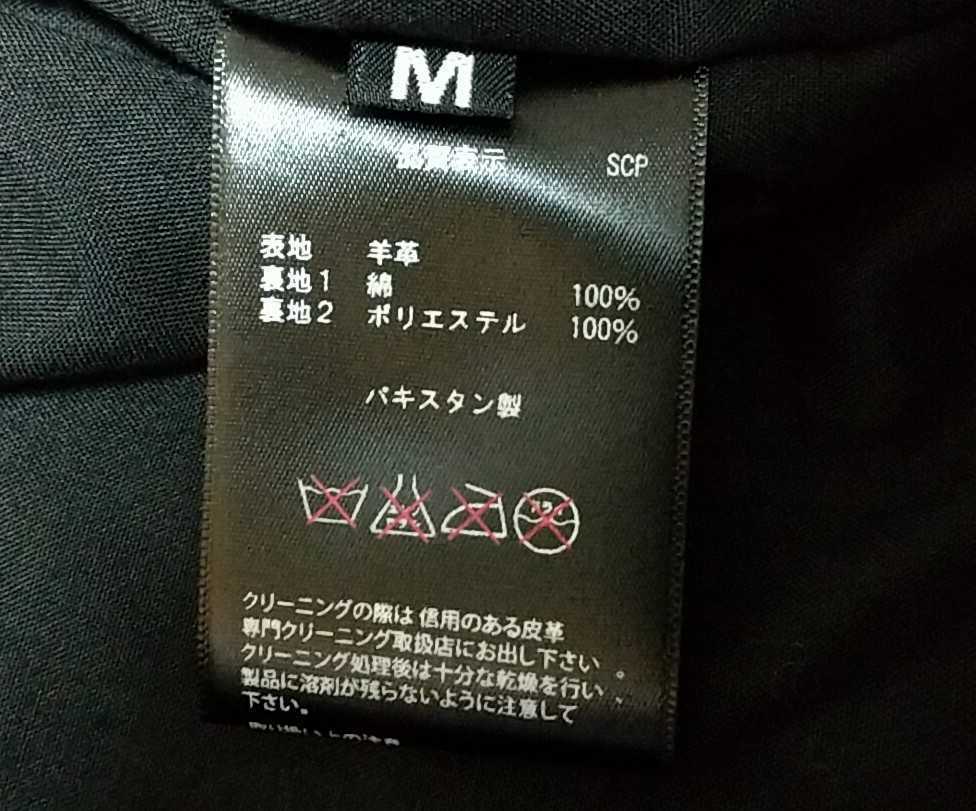 M
品質表示 SCP
表地 羊革
裏地1 綿 100%
裏地2 ポリエステル 100%
パキスタン製
クリーニングの際は信用のある皮革
専門クリーニング取扱店にお出し下さい。
クリーニング処理後は十分な乾燥を行い、
製品に溶剤が残らないように注意して
下さい。